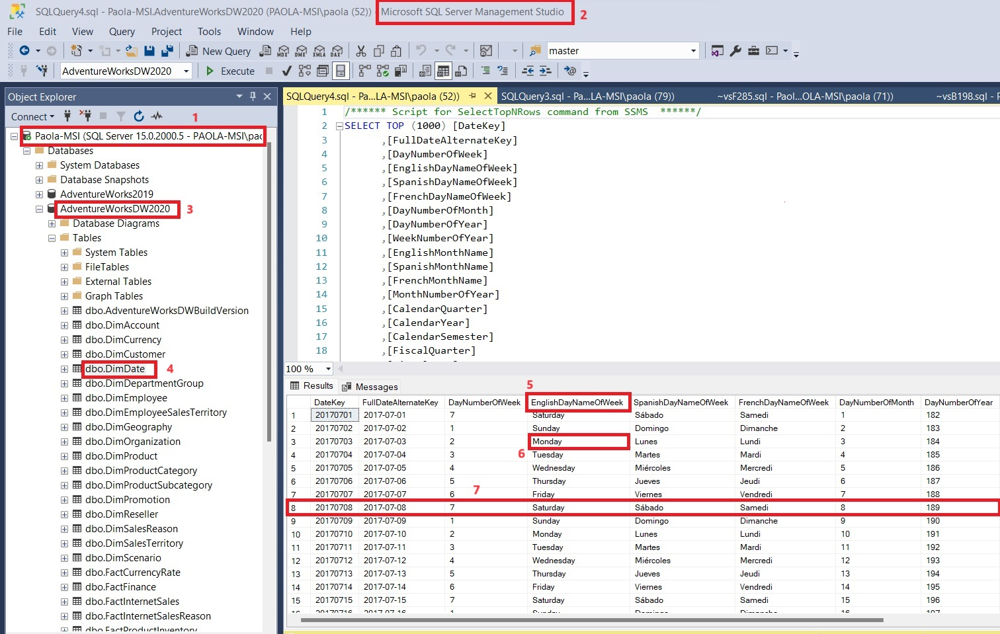 SQLQuery4.sql - Paola-MSI.AdventureWorksDW2020 (PAOLA-MSI\paola (52)) - Microsoft SQL Server Management Studio 2
File Edit View Query Project Tools Window Help
New Query MDX DMX XMLA DAX master
AdventureWorksDW2020 Execute
Object Explorer
Connect
1
Paola-MSI (SQL Server 15.0.2000.5 - PAOLA-MSI\pao
Databases
System Databases
Database Snapshots
AdventureWorks2019
AdventureWorksDW2020 3
Database Diagrams
Tables
System Tables
FileTables
External Tables
Graph Tables
dbo.AdventureWorksDWBuildVersion
dbo.DimAccount
dbo.DimCurrency
dbo.DimCustomer
dbo.DimDate 4
dbo.DimDepartmentGroup
dbo.DimEmployee
dbo.DimEmployeeSalesTerritory
dbo.DimGeography
dbo.DimOrganization
dbo.DimProduct
dbo.DimProductCategory
dbo.DimProductSubcategory
dbo.DimPromotion
dbo.DimReseller
dbo.DimSalesReason
dbo.DimSalesTerritory
dbo.DimScenario
dbo.FactCurrencyRate
dbo.FactFinance
dbo.FactInternetSales
dbo.FactInternetSalesReason
dbo.FactProductInventory
SQLQuery4.sql - Pa...LA-MSI\paola (52)) SQLQuery3.sql - Pa...LA-MSI\paola (79)) ~vsF285.sql - Paol...OLA-MSI\paola (71)) ~vsB198.sql - P
1 /****** Script for SelectTopNRows command from SSMS ******/
2 SELECT TOP (1000) [DateKey]
3 ,[FullDateAlternateKey]
4 ,[DayNumberOfWeek]
5 ,[EnglishDayNameOfWeek]
6 ,[SpanishDayNameOfWeek]
7 ,[FrenchDayNameOfWeek]
8 ,[DayNumberOfMonth]
9 ,[DayNumberOfYear]
10 ,[WeekNumberOfYear]
11 ,[EnglishMonthName]
12 ,[SpanishMonthName]
13 ,[FrenchMonthName]
14 ,[MonthNumberOfYear]
15 ,[CalendarQuarter]
16 ,[CalendarYear]
17 ,[CalendarSemester]
18 ,[FiscalQuarter]
100 %
Results Messages
5
DateKey FullDateAlternateKey DayNumberOfWeek EnglishDayNameOfWeek SpanishDayNameOfWeek FrenchDayNameOfWeek DayNumberOfMonth DayNumberOfYear
1 20170701 2017-07-01 7 Saturday Sábado Samedi 1 182
2 20170702 2017-07-02 1 Sunday Domingo Dimanche 2 183
3 20170703 2017-07-03 2 Monday Lunes Lundi 3 184
6
4 20170704 2017-07-04 3 Tuesday Martes Mardi 4 185
5 20170705 2017-07-05 4 Wednesday Miércoles Mercredi 5 186
6 20170706 2017-07-06 5 Thursday Jueves Jeudi 6 187
7
7 20170707 2017-07-07 6 Friday Viernes Vendredi 7 188
8 20170708 2017-07-08 7 Saturday Sábado Samedi 8 189
9 20170709 2017-07-09 1 Sunday Domingo Dimanche 9 190
10 20170710 2017-07-10 2 Monday Lunes Lundi 10 191
11 20170711 2017-07-11 3 Tuesday Martes Mardi 11 192
12 20170712 2017-07-12 4 Wednesday Miércoles Mercredi 12 193
13 20170713 2017-07-13 5 Thursday Jueves Jeudi 13 194
14 20170714 2017-07-14 6 Friday Viernes Vendredi 14 195
15 20170715 2017-07-15 7 Saturday Sábado Samedi 15 196
16 20170716 2017-07-16 1 Sunday Domingo Dimanche 16 197